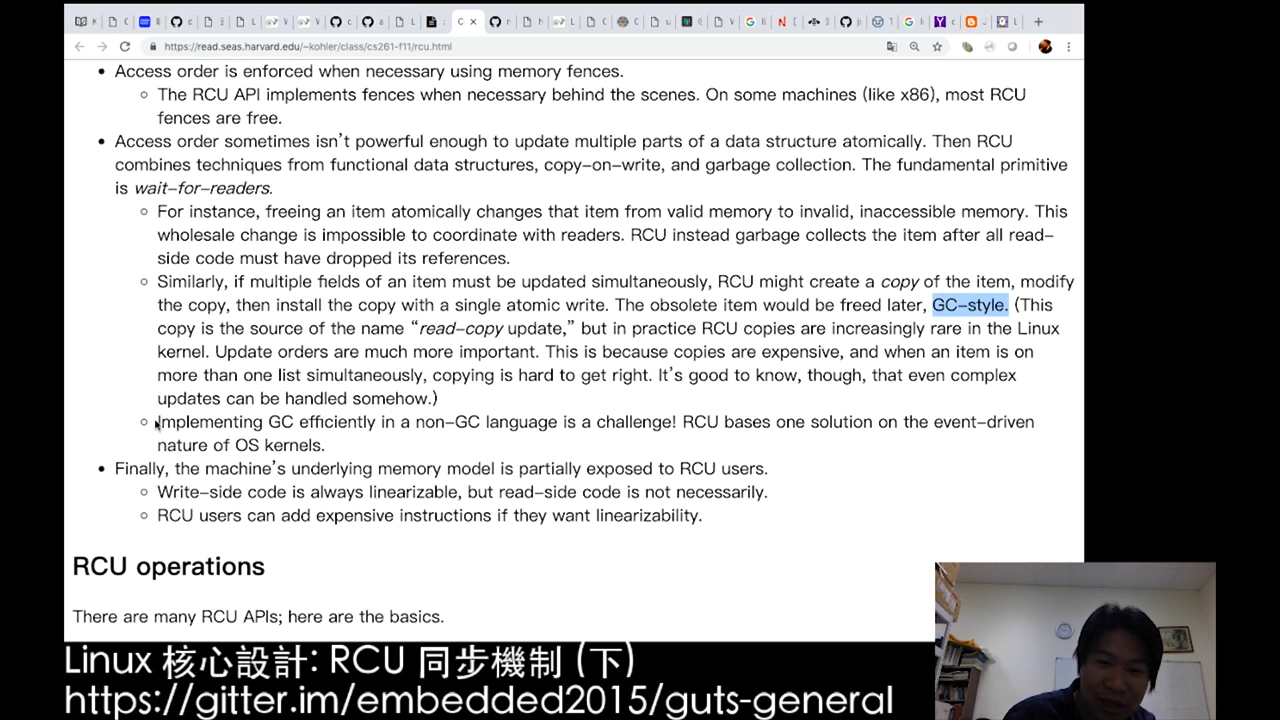 https://read.seas.harvard.edu/~kohler/class/cs261-f11/rcu.html
• Access order is enforced when necessary using memory fences.
◦ The RCU API implements fences when necessary behind the scenes. On some machines (like x86), most RCU
fences are free.
• Access order sometimes isn't powerful enough to update multiple parts of a data structure atomically. Then RCU
combines techniques from functional data structures, copy-on-write, and garbage collection. The fundamental primitive
is wait-for-readers.
◦ For instance, freeing an item atomically changes that item from valid memory to invalid, inaccessible memory. This
wholesale change is impossible to coordinate with readers. RCU instead garbage collects the item after all read-
side code must have dropped its references.
◦ Similarly, if multiple fields of an item must be updated simultaneously, RCU might create a copy of the item, modify
the copy, then install the copy with a single atomic write. The obsolete item would be freed later, GC-style. (This
copy is the source of the name “read-copy update,” but in practice RCU copies are increasingly rare in the Linux
kernel. Update orders are much more important. This is because copies are expensive, and when an item is on
more than one list simultaneously, copying is hard to get right. It's good to know, though, that even complex
updates can be handled somehow.)
◦ Implementing GC efficiently in a non-GC language is a challenge! RCU bases one solution on the event-driven
nature of OS kernels.
• Finally, the machine's underlying memory model is partially exposed to RCU users.
◦ Write-side code is always linearizable, but read-side code is not necessarily.
◦ RCU users can add expensive instructions if they want linearizability.
RCU operations
There are many RCU APIs; here are the basics.
Linux 核心設計: RCU 同步機制 (下)
https://gitter.im/embedded2015/guts-general